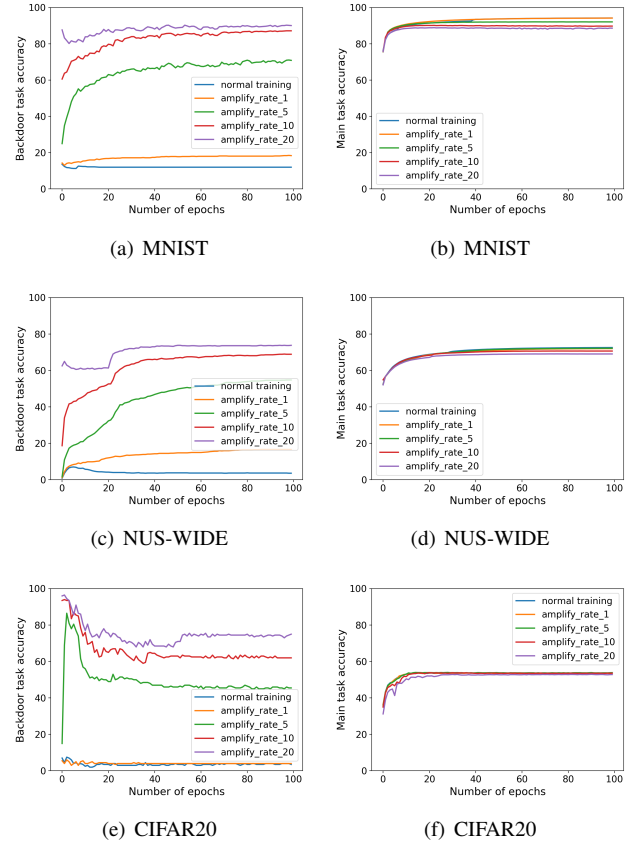 100
80
60
40
20
0
Backdoor task accuracy
normal training
amplify_rate_1
amplify_rate_5
amplify_rate_10
amplify_rate_20
0 20 40 60 80 100
Number of epochs
(a) MNIST
100
80
60
40
20
0
Main task accuracy
normal training
amplify_rate_1
amplify_rate_5
amplify_rate_10
amplify_rate_20
0 20 40 60 80 100
Number of epochs
(b) MNIST
100
80
60
40
20
0
Backdoor task accuracy
normal training
amplify_rate_1
amplify_rate_5
amplify_rate_10
amplify_rate_20
0 20 40 60 80 100
Number of epochs
(c) NUS-WIDE
100
80
60
40
20
0
Main task accuracy
normal training
amplify_rate_1
amplify_rate_5
amplify_rate_10
amplify_rate_20
0 20 40 60 80 100
Number of epochs
(d) NUS-WIDE
100
80
60
40
20
0
Backdoor task accuracy
normal training
amplify_rate_1
amplify_rate_5
amplify_rate_10
amplify_rate_20
0 20 40 60 80 100
Number of epochs
(e) CIFAR20
100
80
60
40
20
0
Main task accuracy
normal training
amplify_rate_1
amplify_rate_5
amplify_rate_10
amplify_rate_20
0 20 40 60 80 100
Number of epochs
(f) CIFAR20